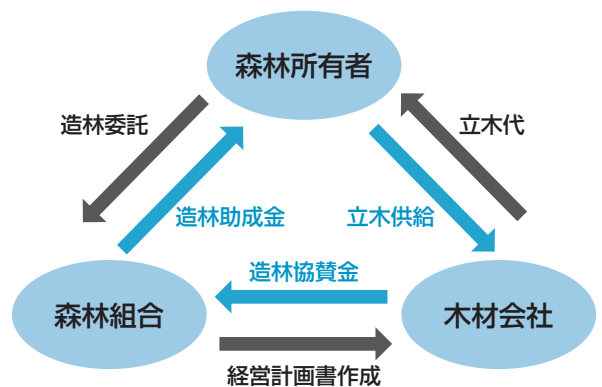 森林所有者
造林委託
立木代
造林助成金
立木供給
造林協賛金
森林組合
木材会社
経営計画書作成